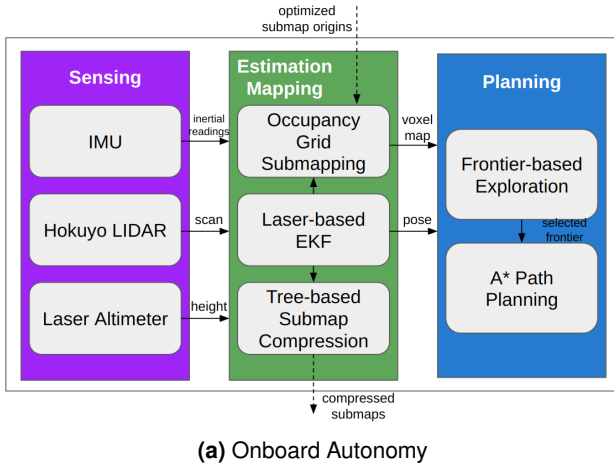 optimized
submap origins
Sensing
Estimation
Mapping
Planning
IMU
inertial
readings
Occupancy
Grid
Submapping
voxel
map
Frontier-based
Exploration
Hokuyo LIDAR
scan
Laser-based
EKF
pose
selected
frontier
Laser Altimeter
height
Tree-based
Submap
Compression
A* Path
Planning
compressed
submaps
(a) Onboard Autonomy